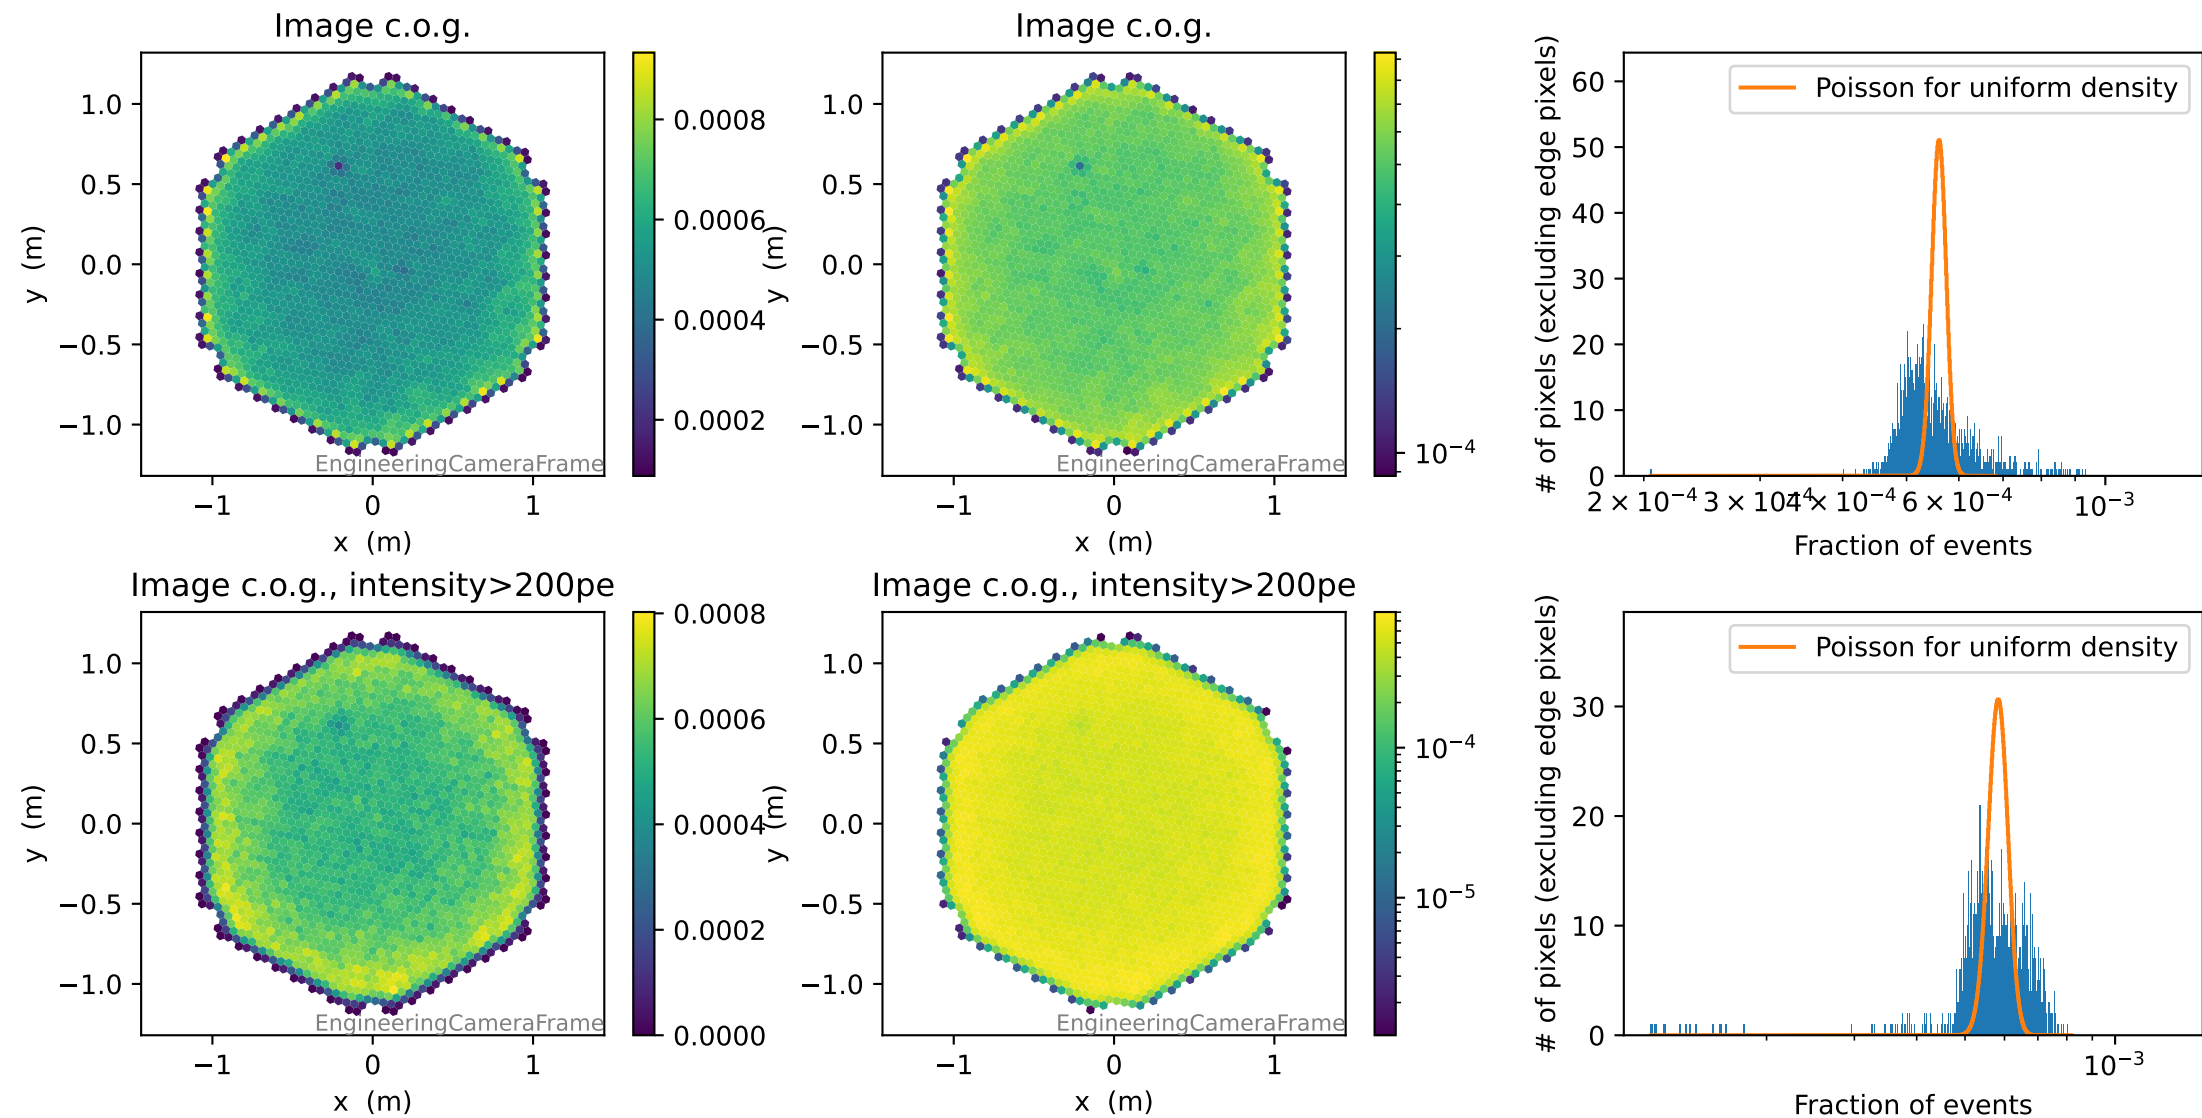 Image c.o.g.
1.0
0.5
0.0
−0.5
−1.0
y (m)
−1 0 1
x (m)
EngineeringCameraFrame
0.0008
0.0006
0.0004
0.0002
Image c.o.g.
1.0
0.5
0.0
−0.5
−1.0
y (m)
−1 0 1
x (m)
EngineeringCameraFrame
10⁻⁴
60
50
40
30
20
10
0
# of pixels (excluding edge pixels)
Poisson for uniform density
2 × 10⁻⁴ 3 × 10⁻⁴ 4 × 10⁻⁴ 6 × 10⁻⁴ 10⁻³
Fraction of events
Image c.o.g., intensity>200pe
1.0
0.5
0.0
−0.5
−1.0
y (m)
−1 0 1
x (m)
EngineeringCameraFrame
0.0008
0.0006
0.0004
0.0002
0.0000
Image c.o.g., intensity>200pe
1.0
0.5
0.0
−0.5
−1.0
y (m)
−1 0 1
x (m)
EngineeringCameraFrame
10⁻⁴
10⁻⁵
30
20
10
0
# of pixels (excluding edge pixels)
Poisson for uniform density
10⁻³
Fraction of events